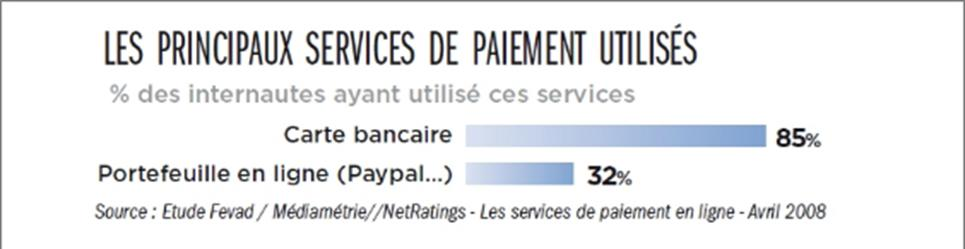 LES PRINCIPAUX SERVICES DE PAIEMENT UTILISÉS
% des internautes ayant utilisé ces services
Carte bancaire 85%
Portefeuille en ligne (Paypal...) 32%
Source : Etude Fevad / Médiamétrie//NetRatings - Les services de paiement en ligne - Avril 2008